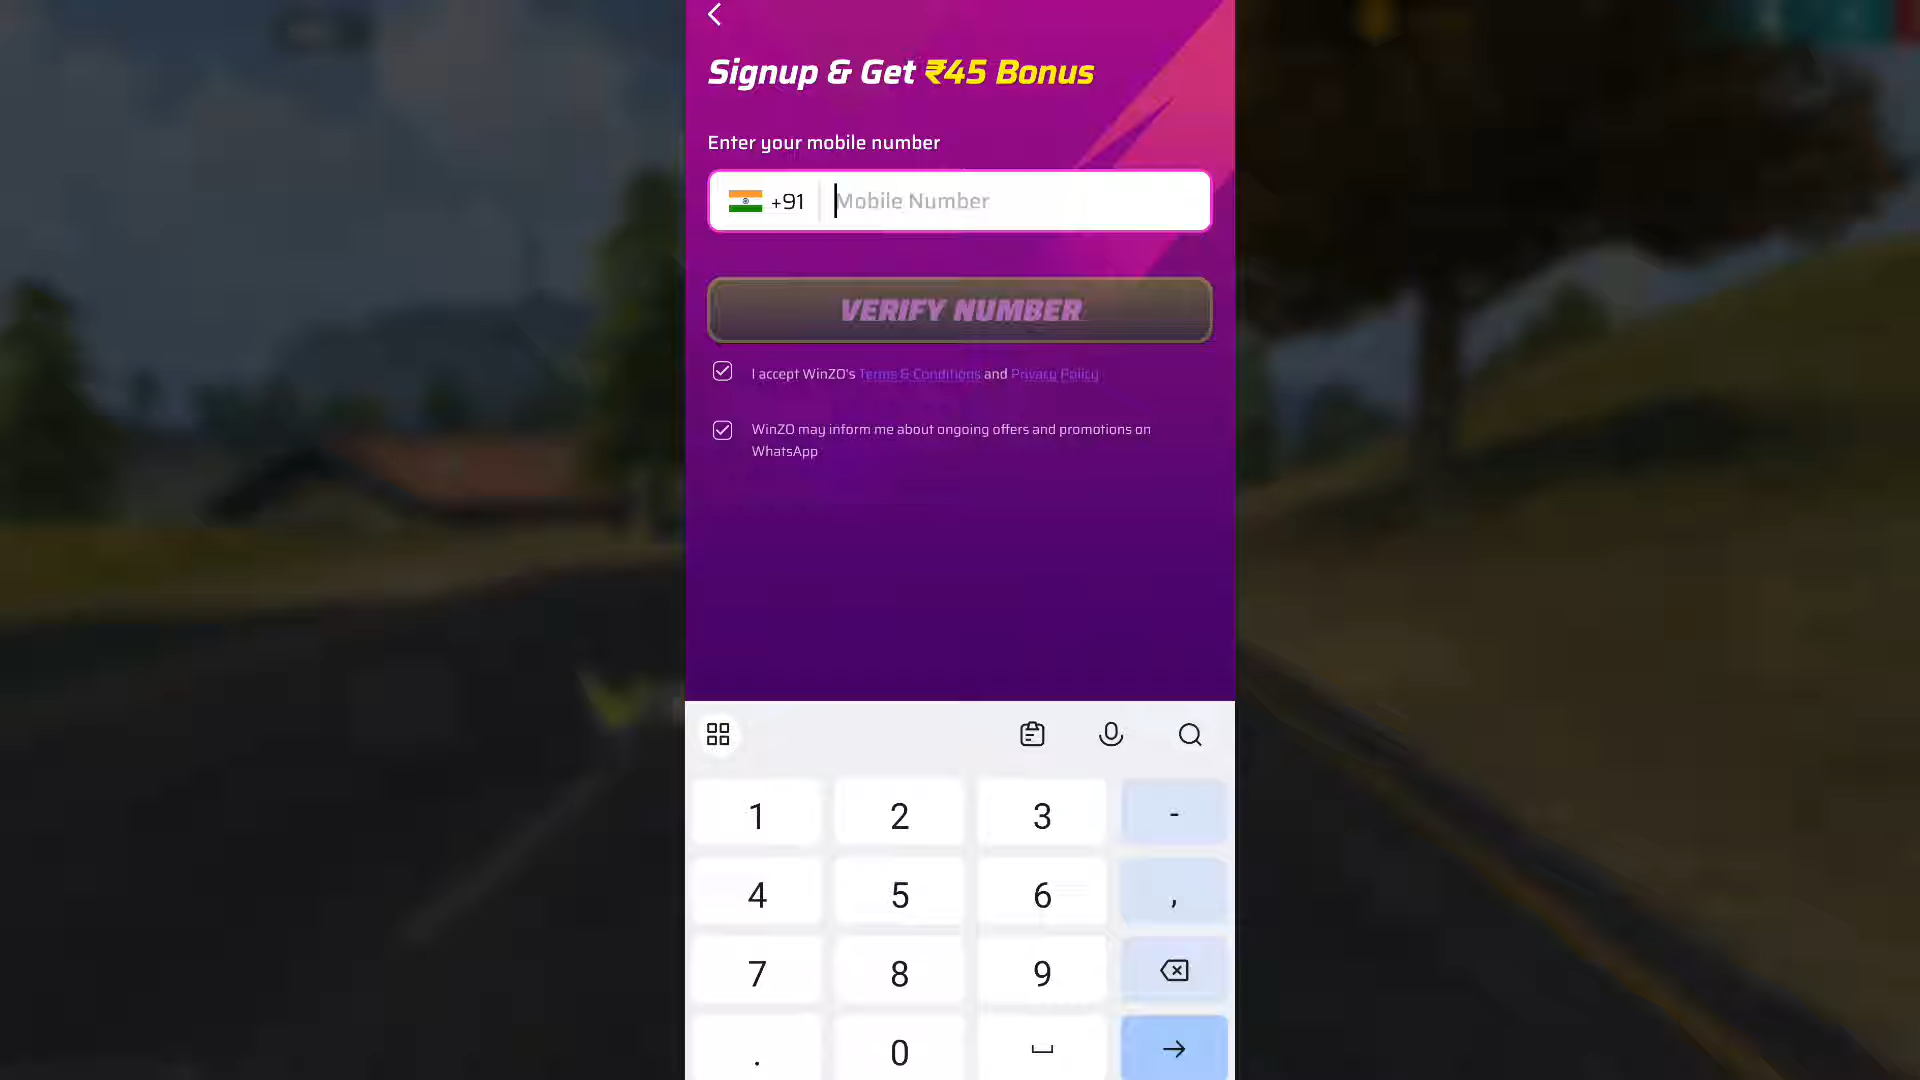 Signup & Get ₹45 Bonus
Enter your mobile number
+91 Mobile Number
VERIFY NUMBER
I accept WinZO's Terms & Conditions and Privacy Policy
WinZO may inform me about ongoing offers and promotions on
WhatsApp
1 2 3 -
4 5 6 ,
7 8 9
. 0